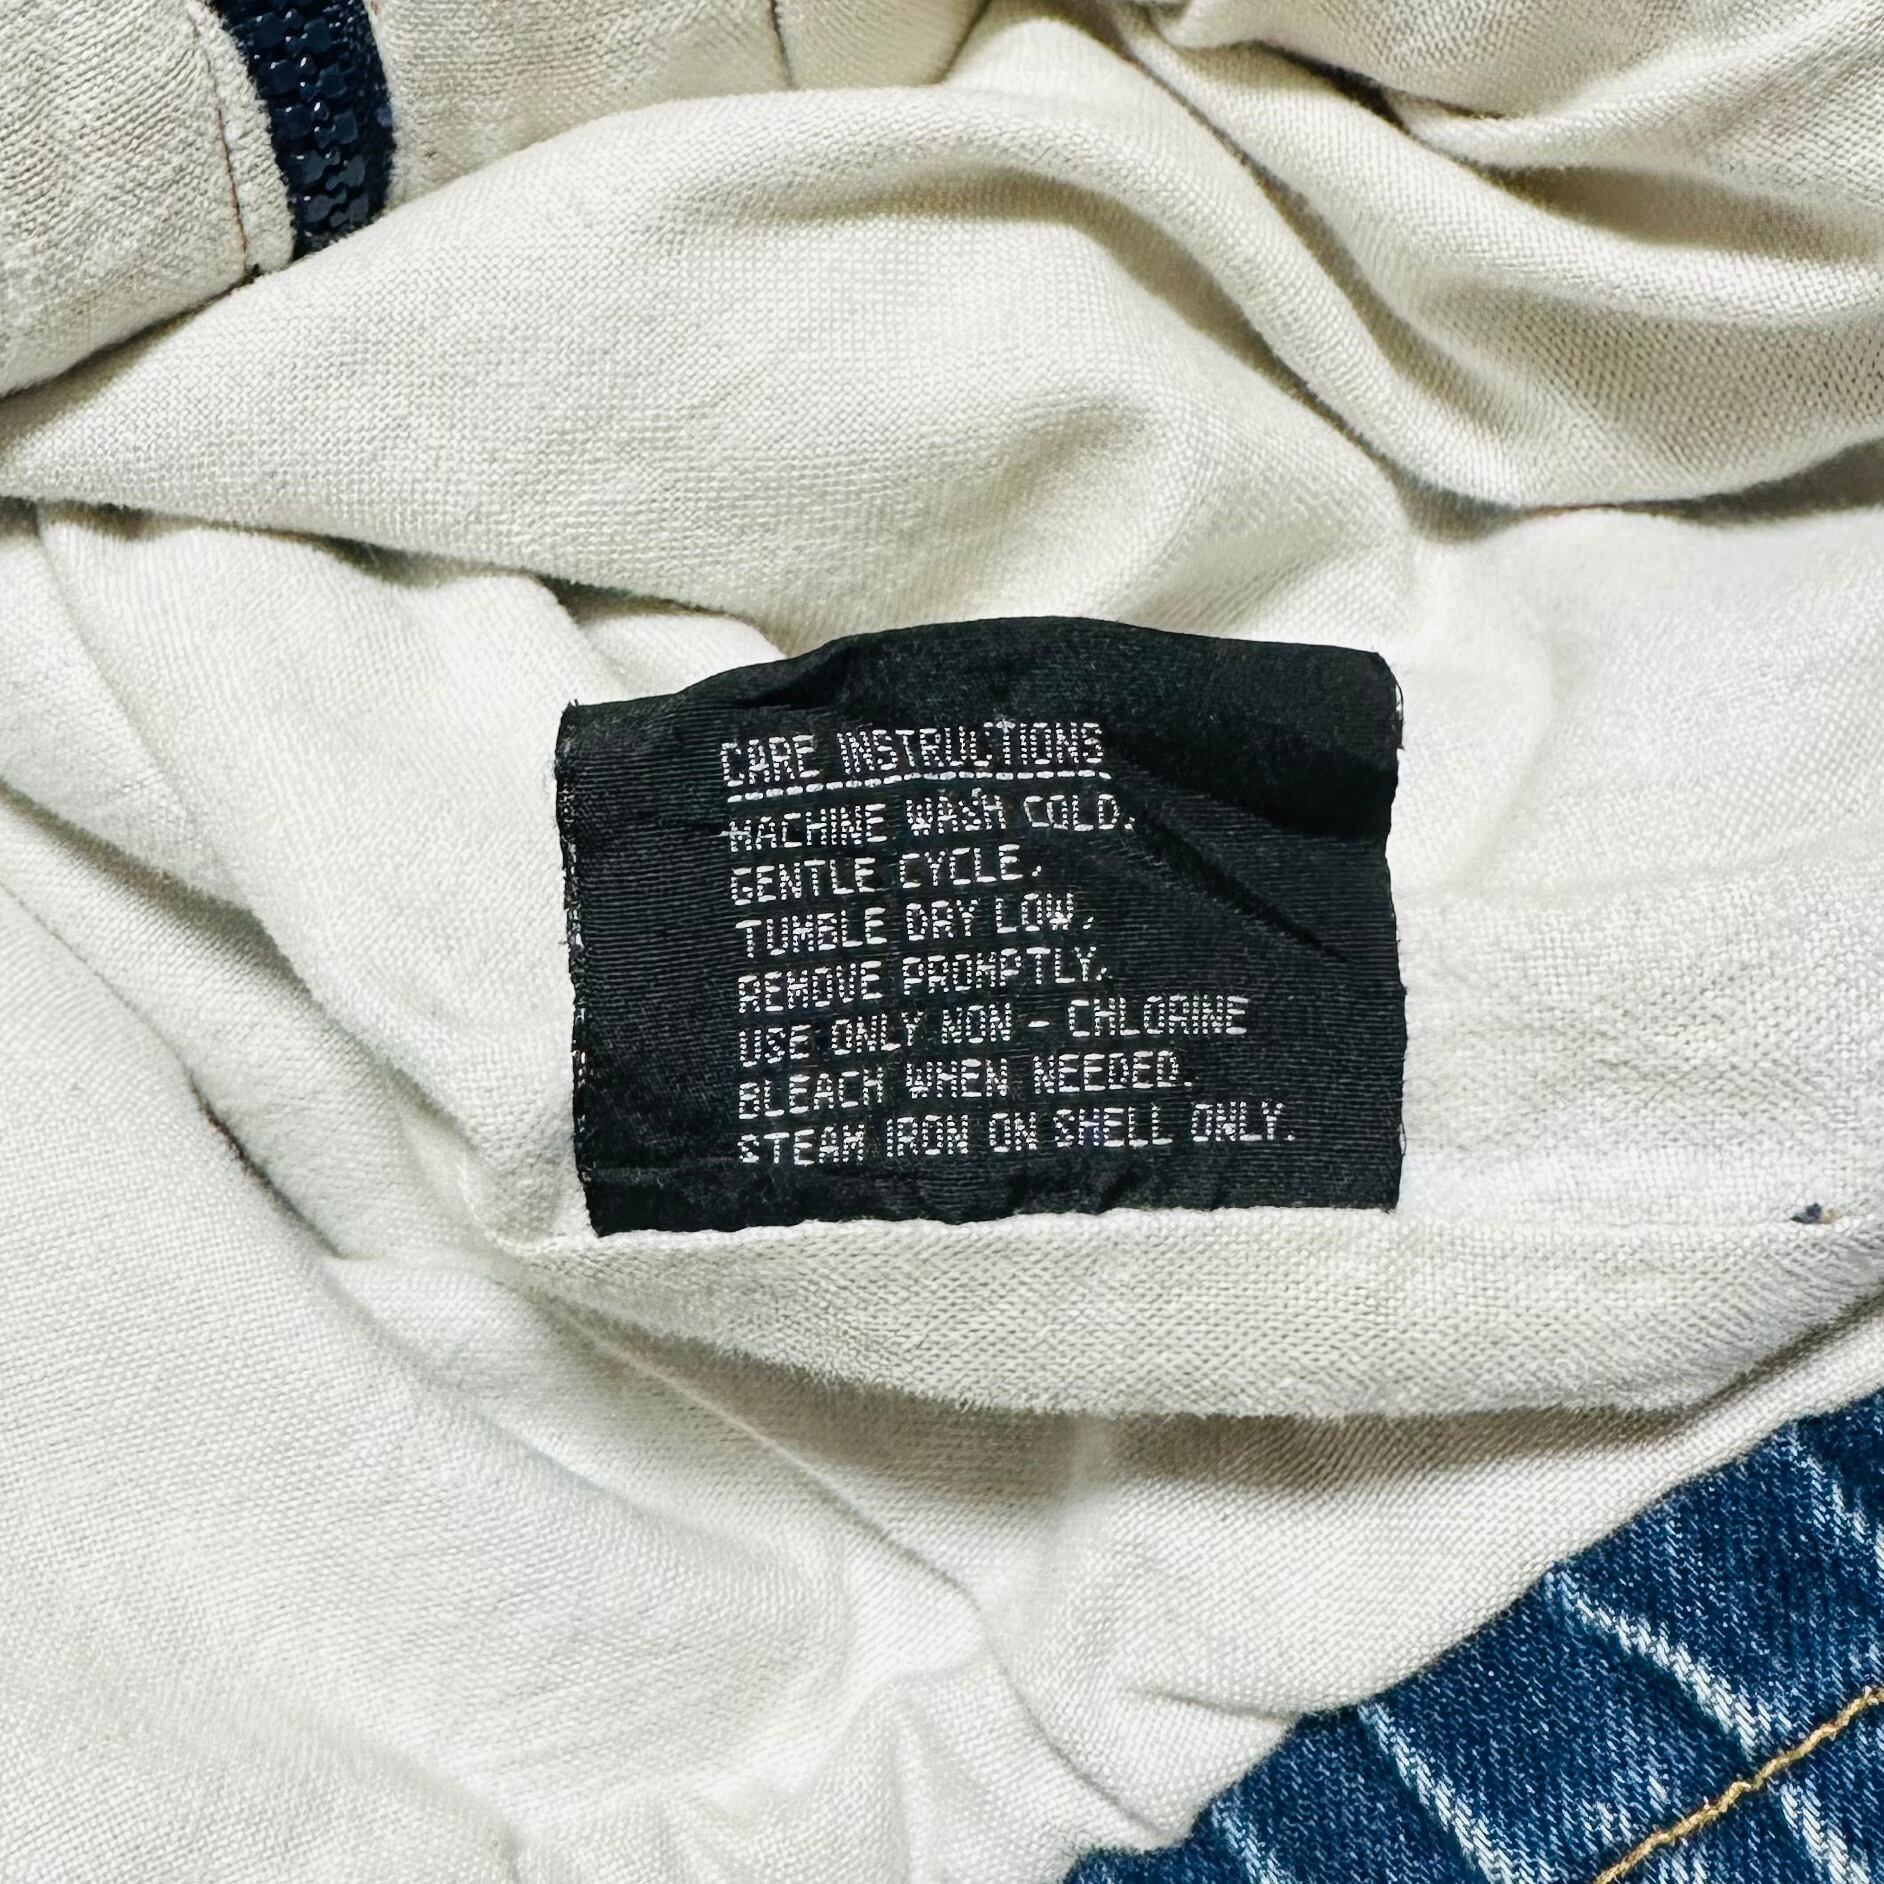 CARE INSTRUCTIONS
MACHINE WASH COLD,
GENTLE CYCLE,
TUMBLE DRY LOW,
REMOVE PROMPTLY,
USE ONLY NON - CHLORINE
BLEACH WHEN NEEDED.
STEAM IRON ON SHELL ONLY.